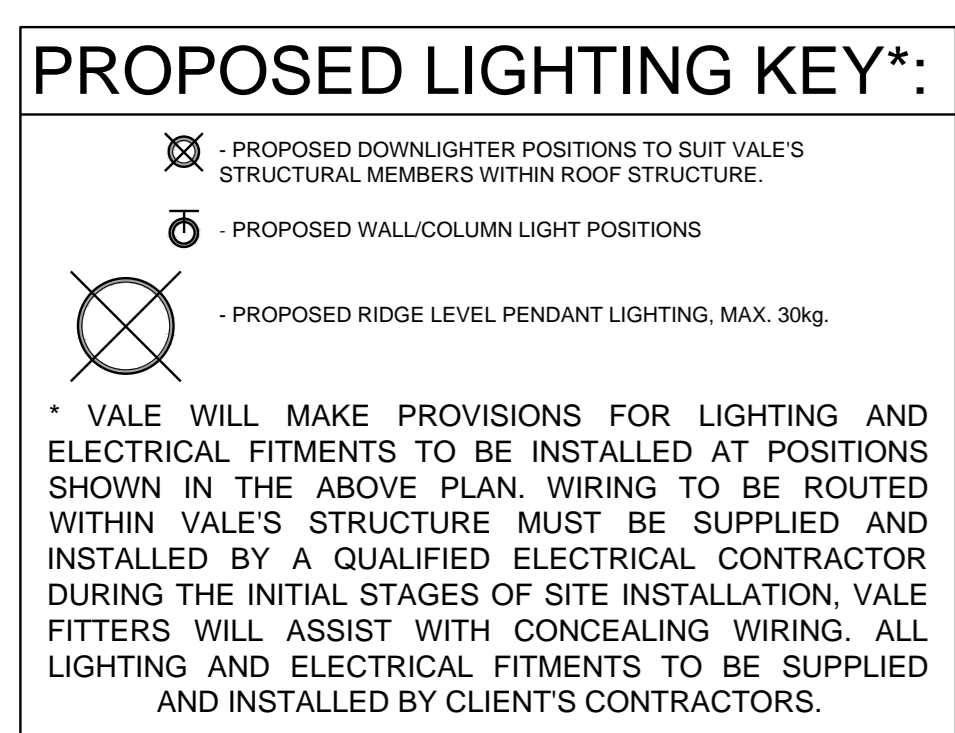 PROPOSED LIGHTING KEY*:
- PROPOSED DOWNLIGHTER POSITIONS TO SUIT VALE'S
STRUCTURAL MEMBERS WITHIN ROOF STRUCTURE.
- PROPOSED WALL/COLUMN LIGHT POSITIONS
- PROPOSED RIDGE LEVEL PENDANT LIGHTING, MAX. 30kg.
* VALE WILL MAKE PROVISIONS FOR LIGHTING AND
ELECTRICAL FITMENTS TO BE INSTALLED AT POSITIONS
SHOWN IN THE ABOVE PLAN. WIRING TO BE ROUTED
WITHIN VALE'S STRUCTURE MUST BE SUPPLIED AND
INSTALLED BY A QUALIFIED ELECTRICAL CONTRACTOR
DURING THE INITIAL STAGES OF SITE INSTALLATION, VALE
FITTERS WILL ASSIST WITH CONCEALING WIRING. ALL
LIGHTING AND ELECTRICAL FITMENTS TO BE SUPPLIED
AND INSTALLED BY CLIENT'S CONTRACTORS.